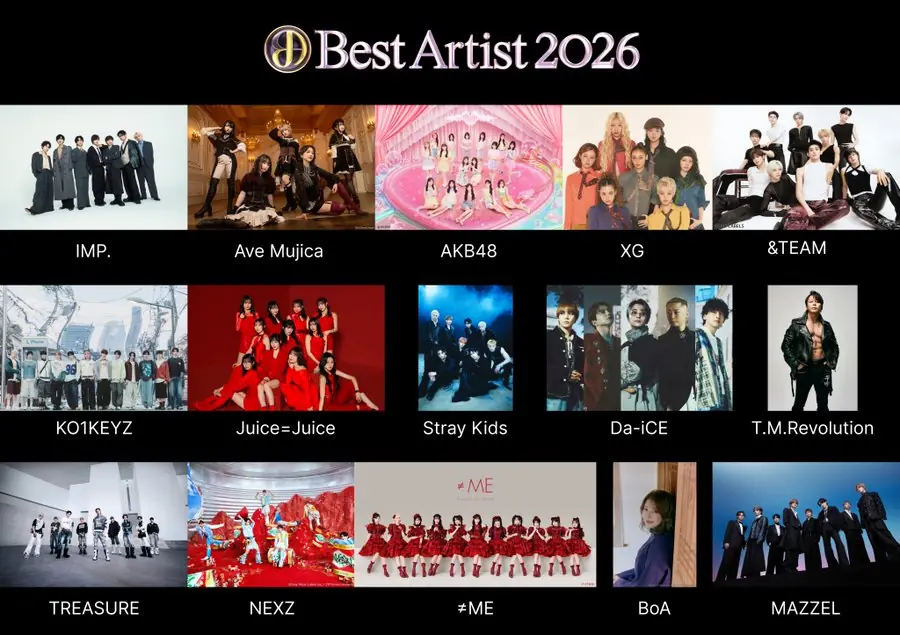 Best Artist 2026
IMP.
Ave Mujica
AKB48
XG
&TEAM
KO1KEYZ
Juice=Juice
Stray Kids
Da-iCE
T.M.Revolution
≠ME
TREASURE
NEXZ
≠ME
BoA
MAZZEL